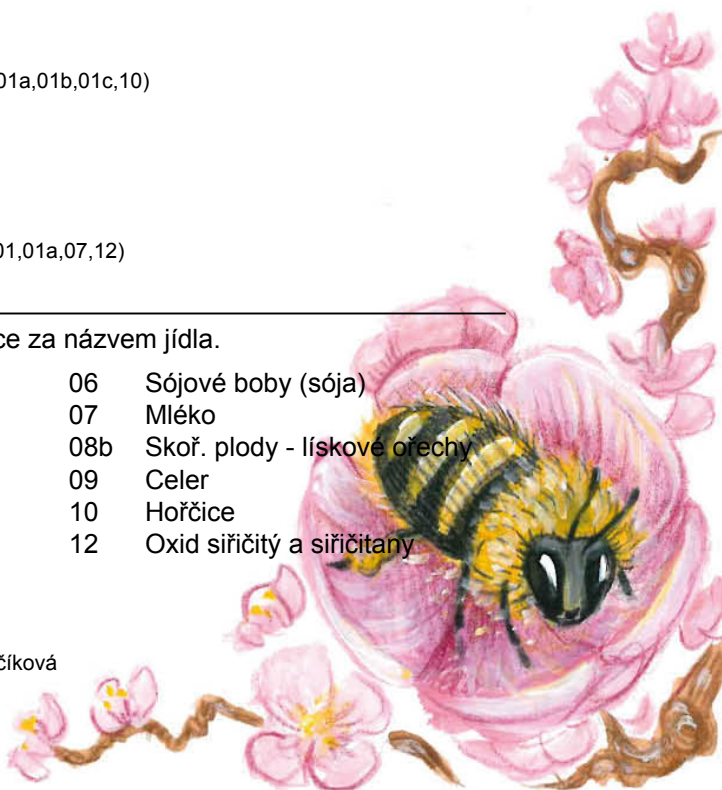 01a,01b,01c,10)
01,01a,07,12)
ce za názvem jídla.
06 Sójové boby (sója)
07 Mléko
08b Skoř. plody - lískové ořechy
09 Celer
10 Hořčice
12 Oxid siřičitý a siřičitany
číková